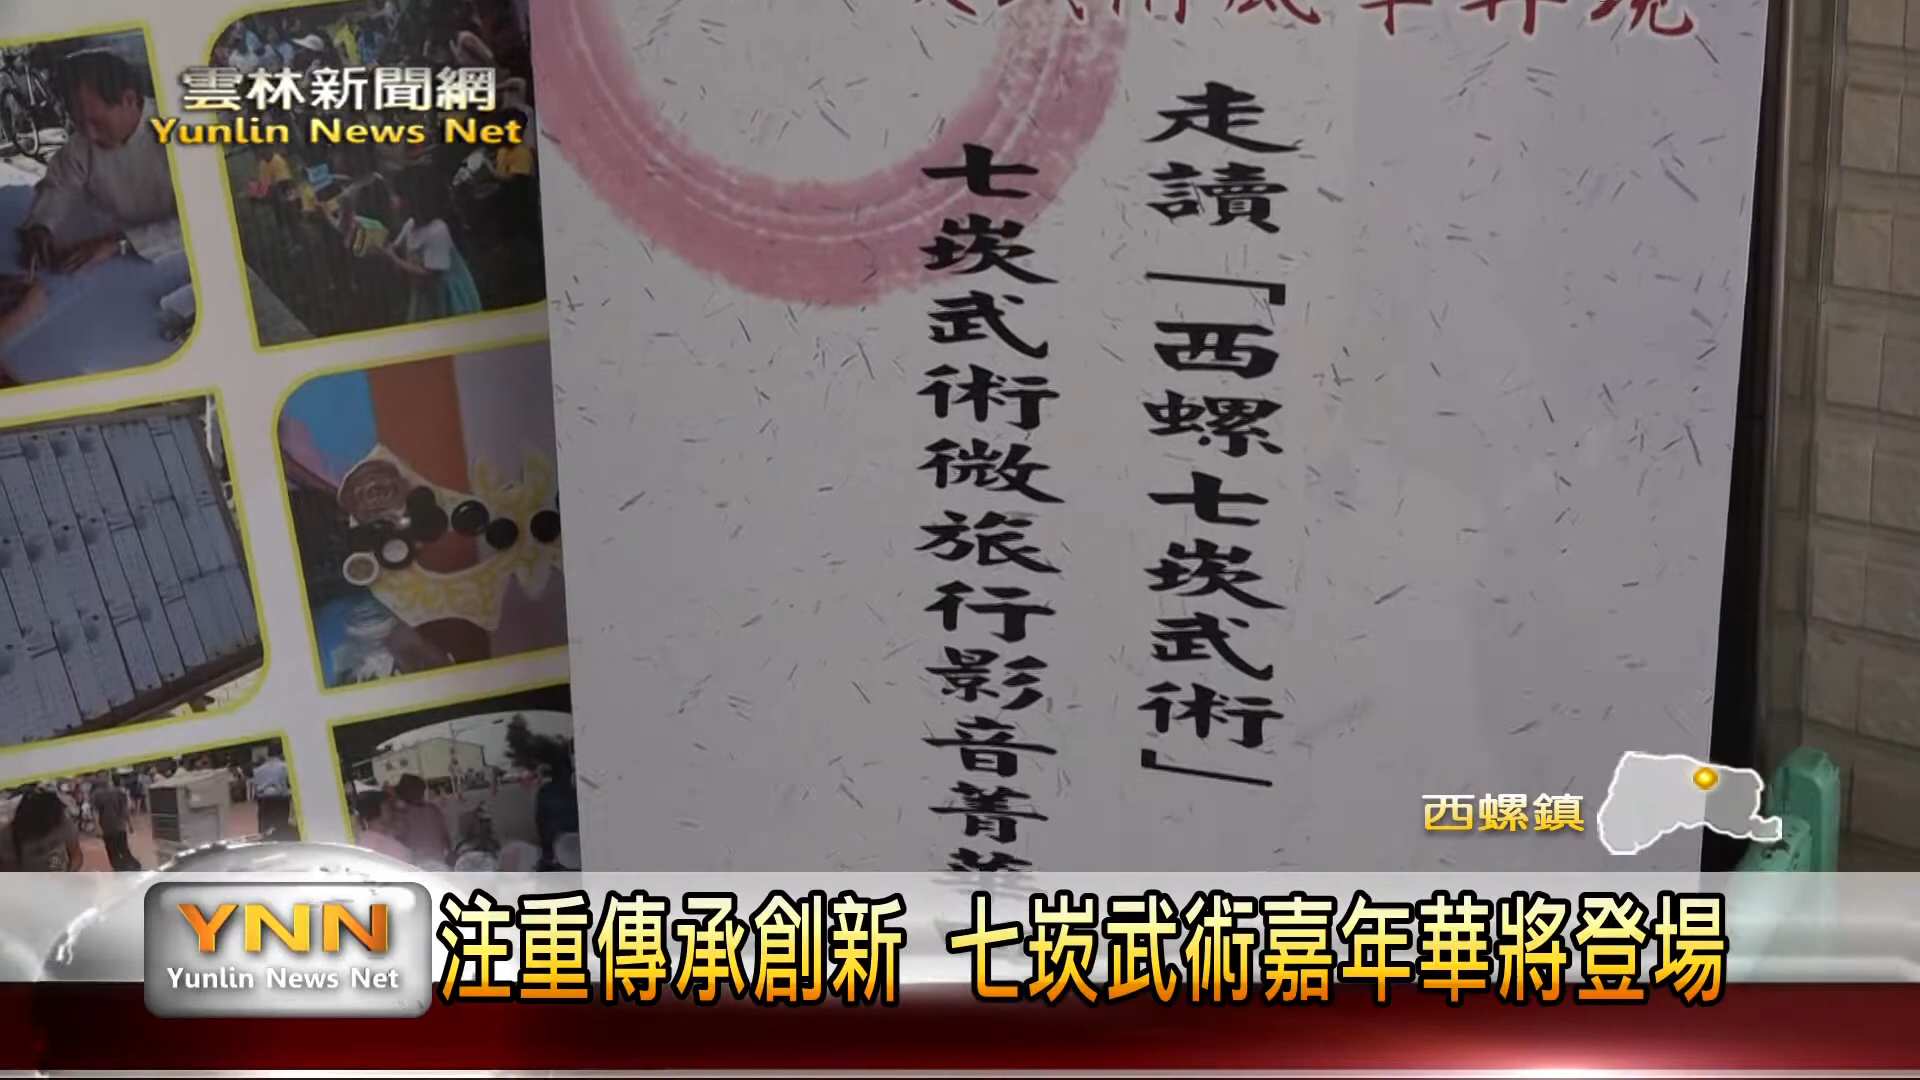 雲林新聞網
Yunlin News Net
走讀「西螺七崁武術」
七崁武術微旅行影音菁華
西螺鎮
YNN
Yunlin News Net
注重傳承創新 七崁武術嘉年華將登場